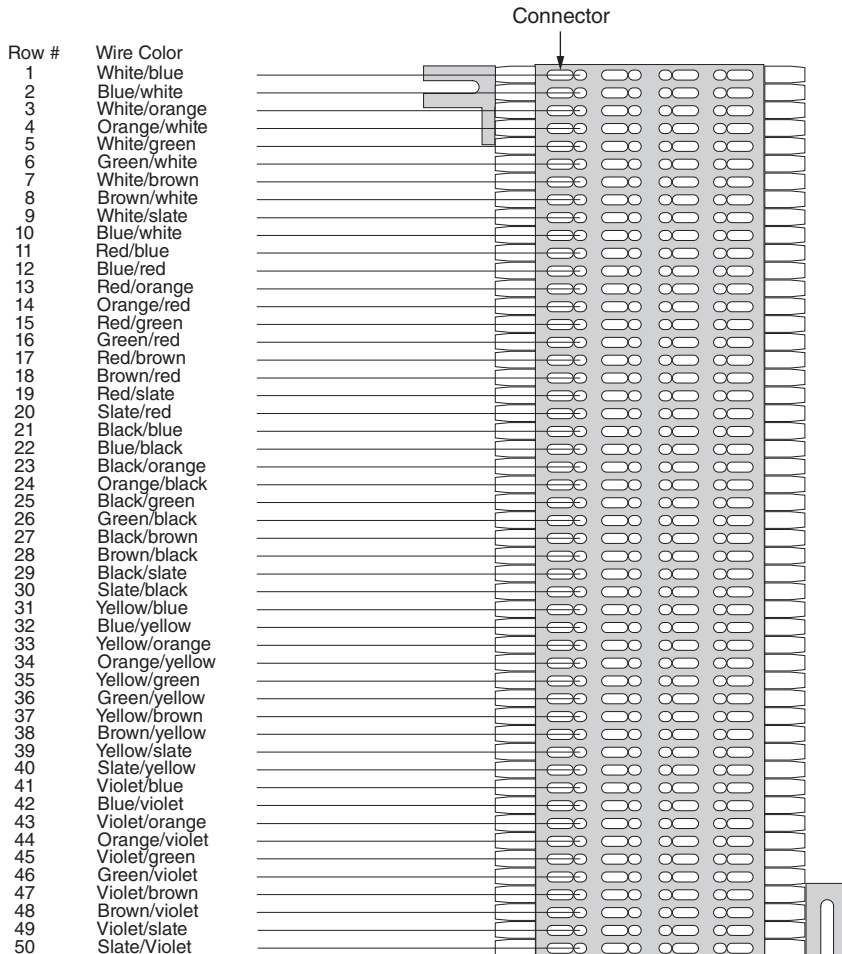 Connector
Row # Wire Color
1 White/blue
2 Blue/white
3 White/orange
4 Orange/white
5 White/green
6 Green/white
7 White/brown
8 Brown/white
9 White/slate
10 Blue/white
11 Red/blue
12 Blue/red
13 Red/orange
14 Orange/red
15 Red/green
16 Green/red
17 Red/brown
18 Brown/red
19 Red/slate
20 Slate/red
21 Black/blue
22 Blue/black
23 Black/orange
24 Orange/black
25 Black/green
26 Green/black
27 Black/brown
28 Brown/black
29 Black/slate
30 Slate/black
31 Yellow/blue
32 Blue/yellow
33 Yellow/orange
34 Orange/yellow
35 Yellow/green
36 Green/yellow
37 Yellow/brown
38 Brown/yellow
39 Yellow/slate
40 Slate/yellow
41 Violet/blue
42 Blue/violet
43 Violet/orange
44 Orange/violet
45 Violet/green
46 Green/violet
47 Violet/brown
48 Brown/violet
49 Violet/slate
50 Slate/Violet